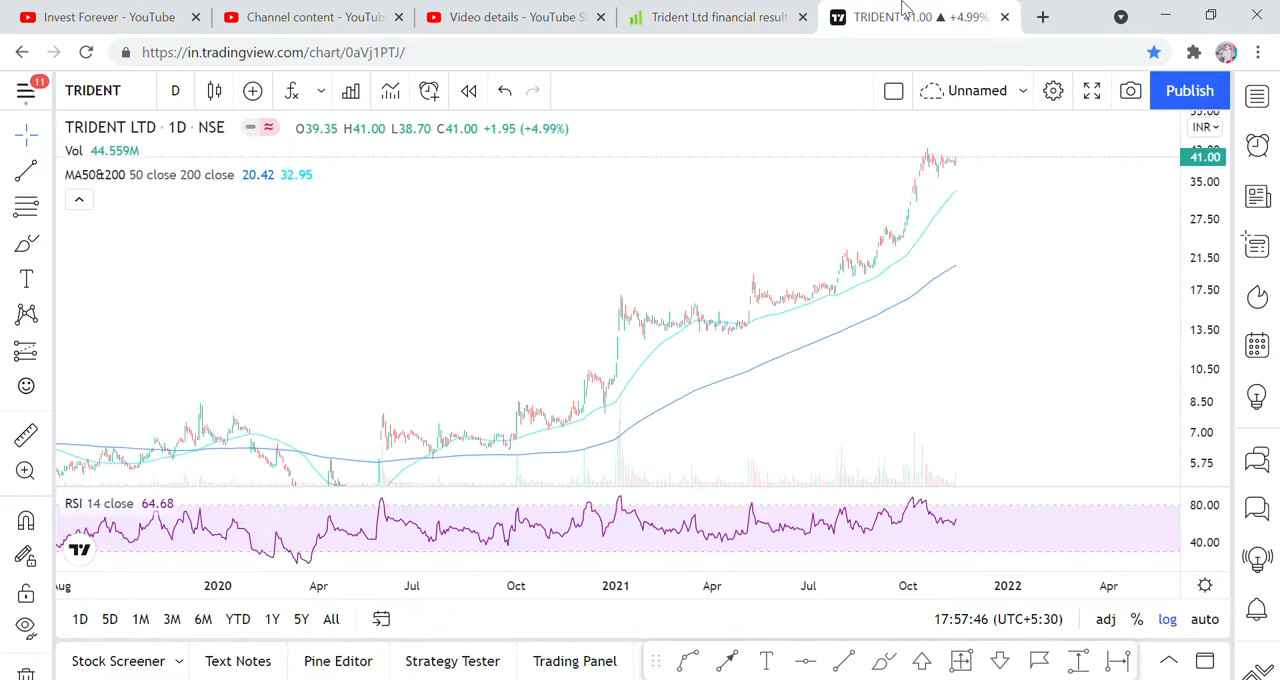 Invest Forever - YouTube
Channel content - YouTub
Video details - YouTube S
Trident Ltd financial result
TRIDENT 41.00 ▲ +4.99%
https://in.tradingview.com/chart/0aVj1PTJ/
11
TRIDENT
D
Unnamed
Publish
TRIDENT LTD · 1D · NSE
O39.35 H41.00 L38.70 C41.00 +1.95 (+4.99%)
INR
Vol 44.559M
41.00
MA50&200 50 close 200 close 20.42 32.95
35.00
27.50
21.50
17.50
13.50
10.50
8.50
7.00
5.75
RSI 14 close 64.68
80.00
40.00
Aug
2020
Apr
Jul
Oct
2021
Apr
Jul
Oct
2022
Apr
1D 5D 1M 3M 6M YTD 1Y 5Y All
17:57:46 (UTC+5:30)
adj % log auto
Stock Screener
Text Notes
Pine Editor
Strategy Tester
Trading Panel